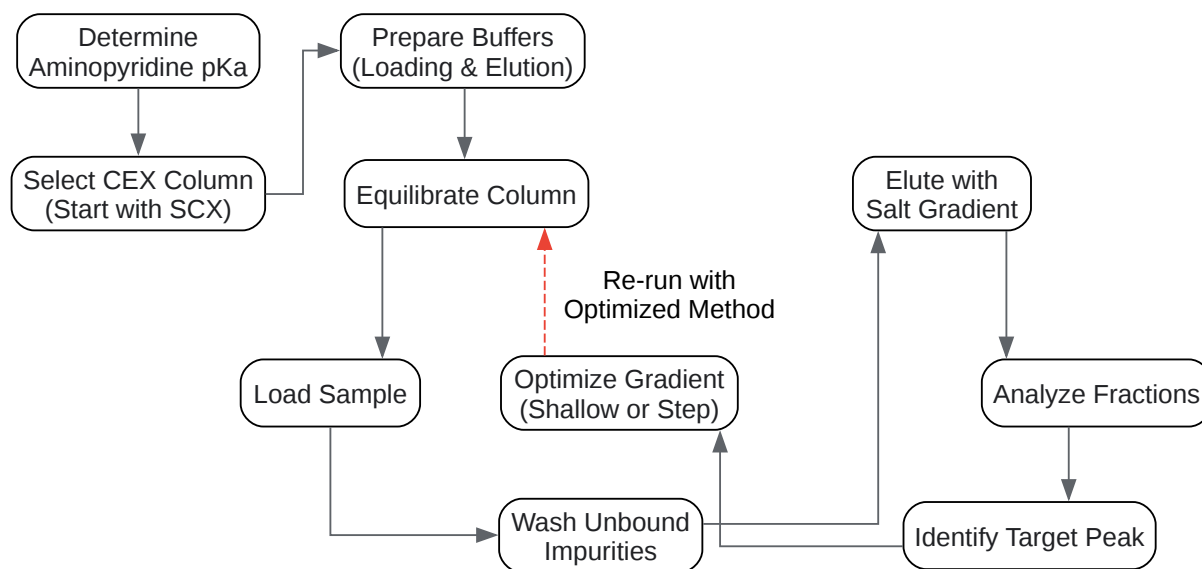 Determine
Aminopyridine pKa
Select CEX Column
(Start with SCX)
Prepare Buffers
(Loading & Elution)
Equilibrate Column
Load Sample
Wash Unbound
Impurities
Elute with
Salt Gradient
Analyze Fractions
Identify Target Peak
Optimize Gradient
(Shallow or Step)
Re-run with
Optimized Method